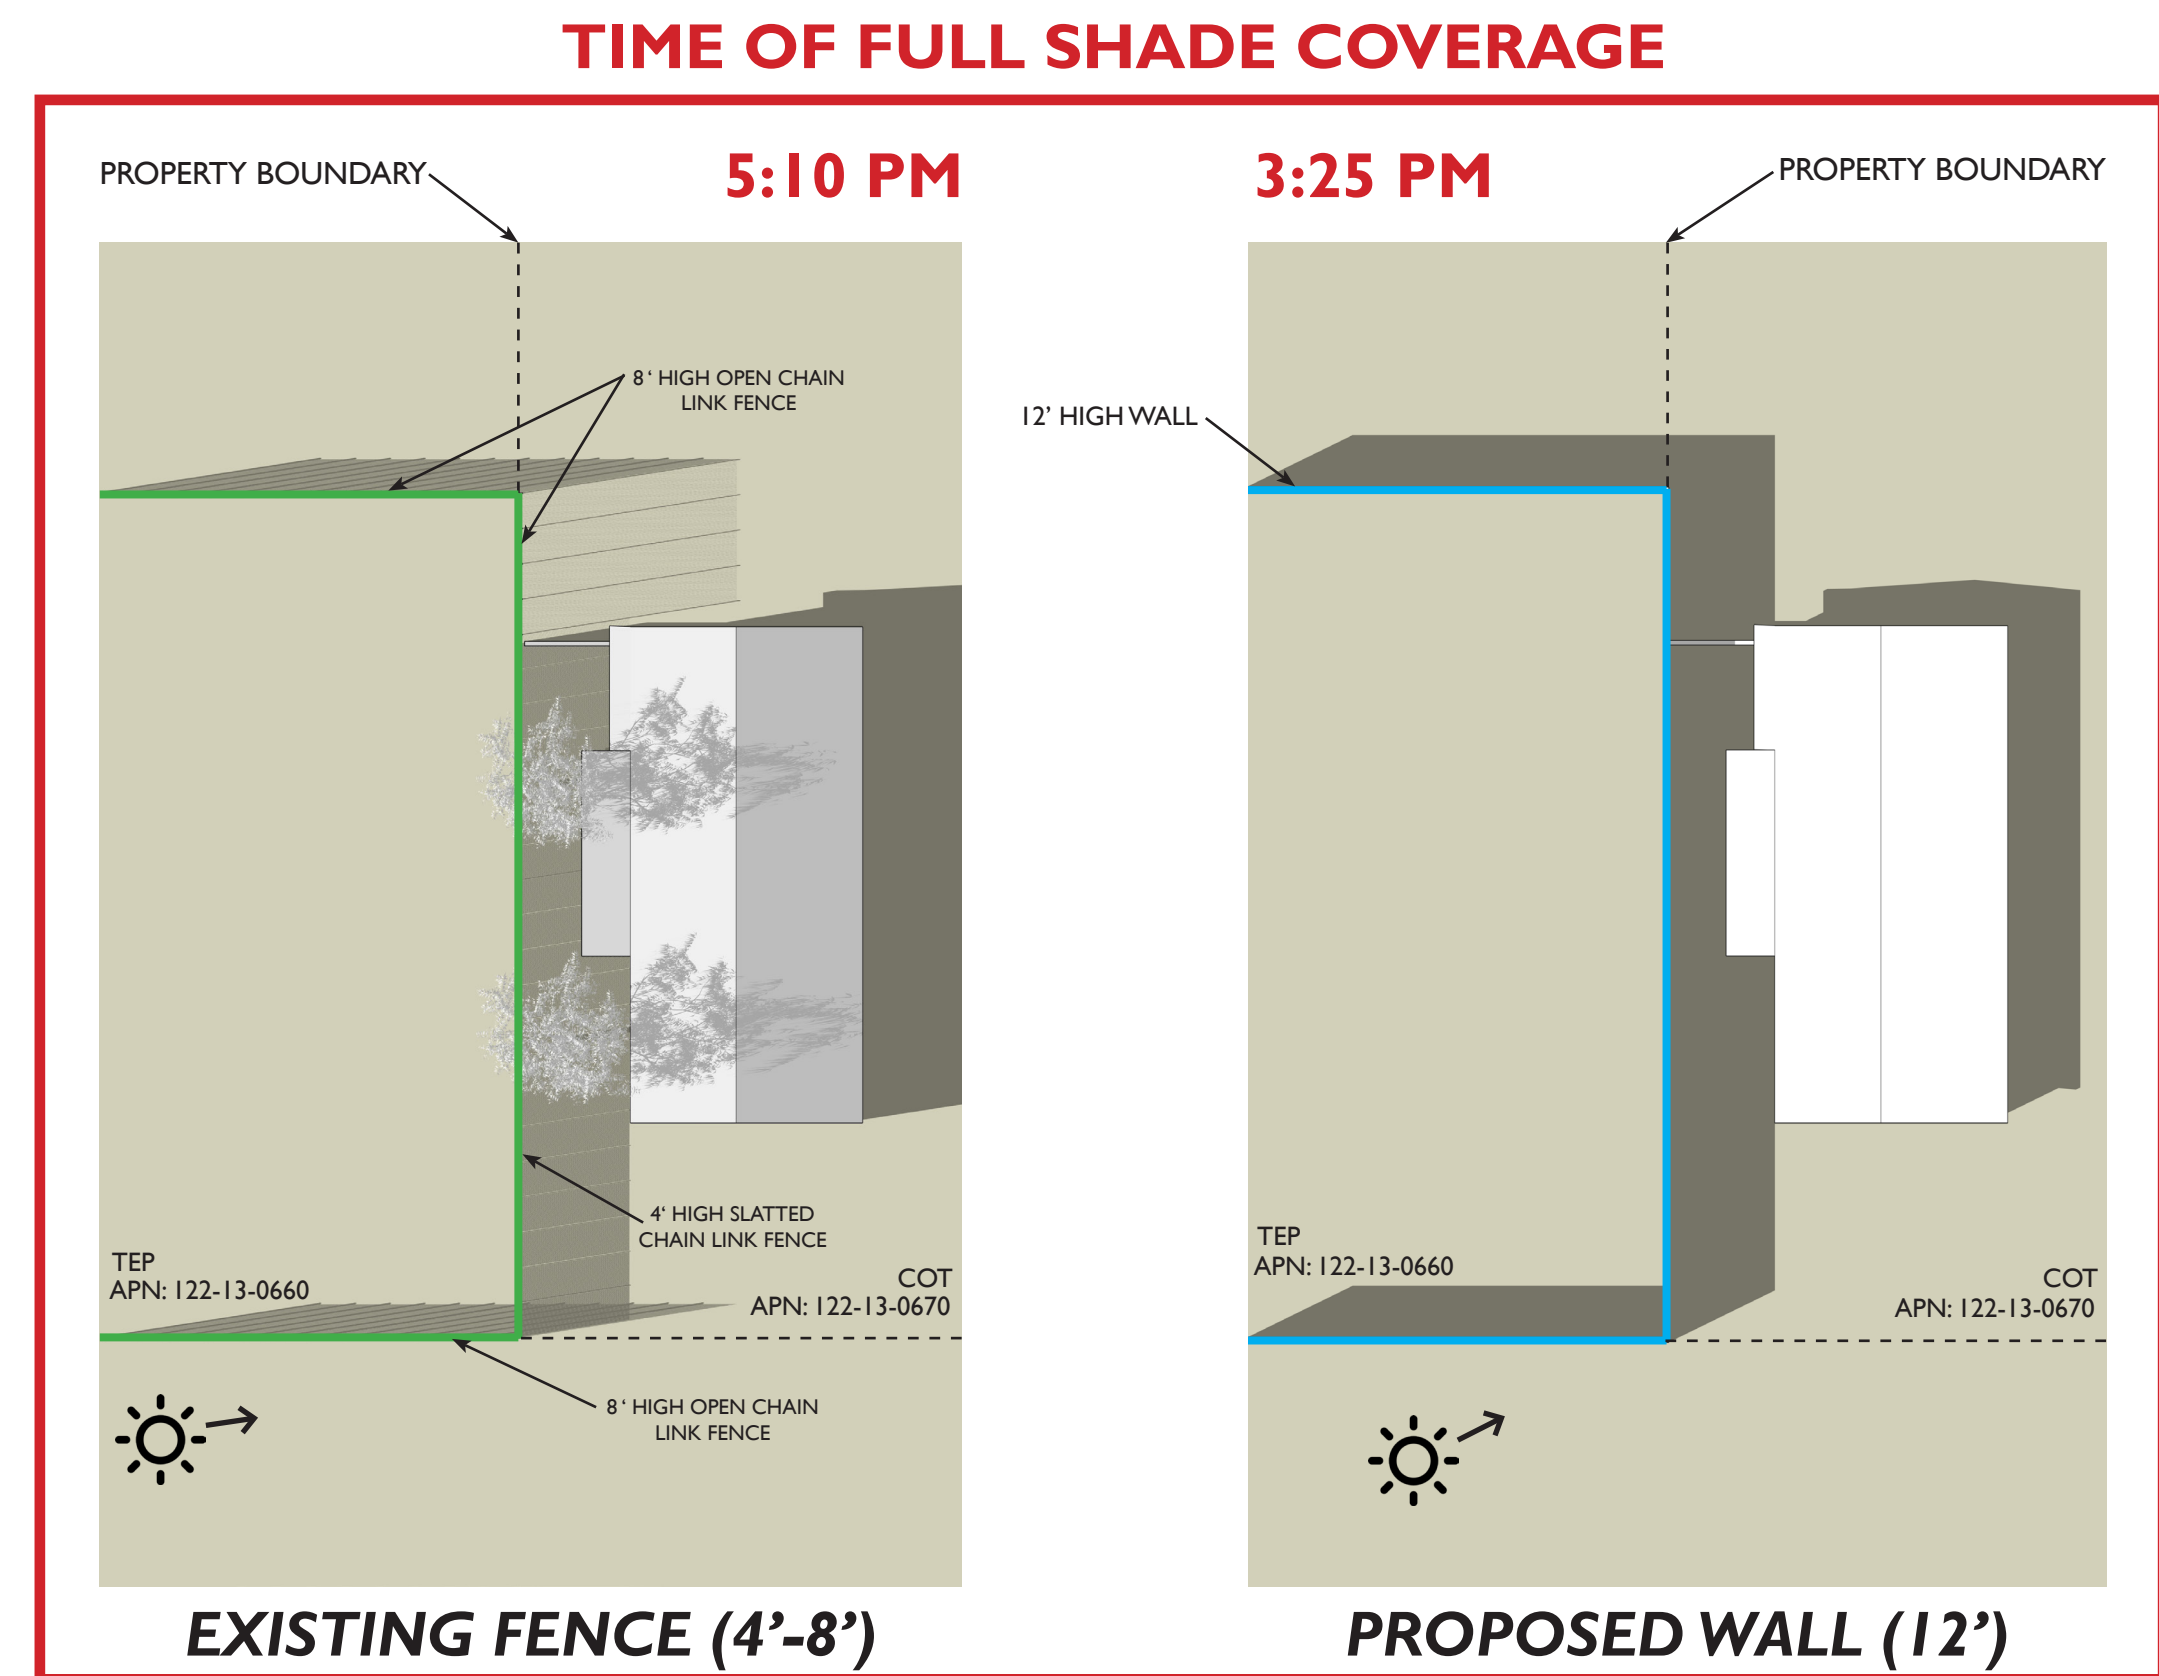 TIME OF FULL SHADE COVERAGE
PROPERTY BOUNDARY
5:10 PM
8‘ HIGH OPEN CHAIN
LINK FENCE
4‘ HIGH SLATTED
CHAIN LINK FENCE
TEP
APN: 122-13-0660
COT
APN: 122-13-0670
8‘ HIGH OPEN CHAIN
LINK FENCE
EXISTING FENCE (4’-8’)
3:25 PM
PROPERTY BOUNDARY
12’ HIGH WALL
TEP
APN: 122-13-0660
COT
APN: 122-13-0670
PROPOSED WALL (12’)